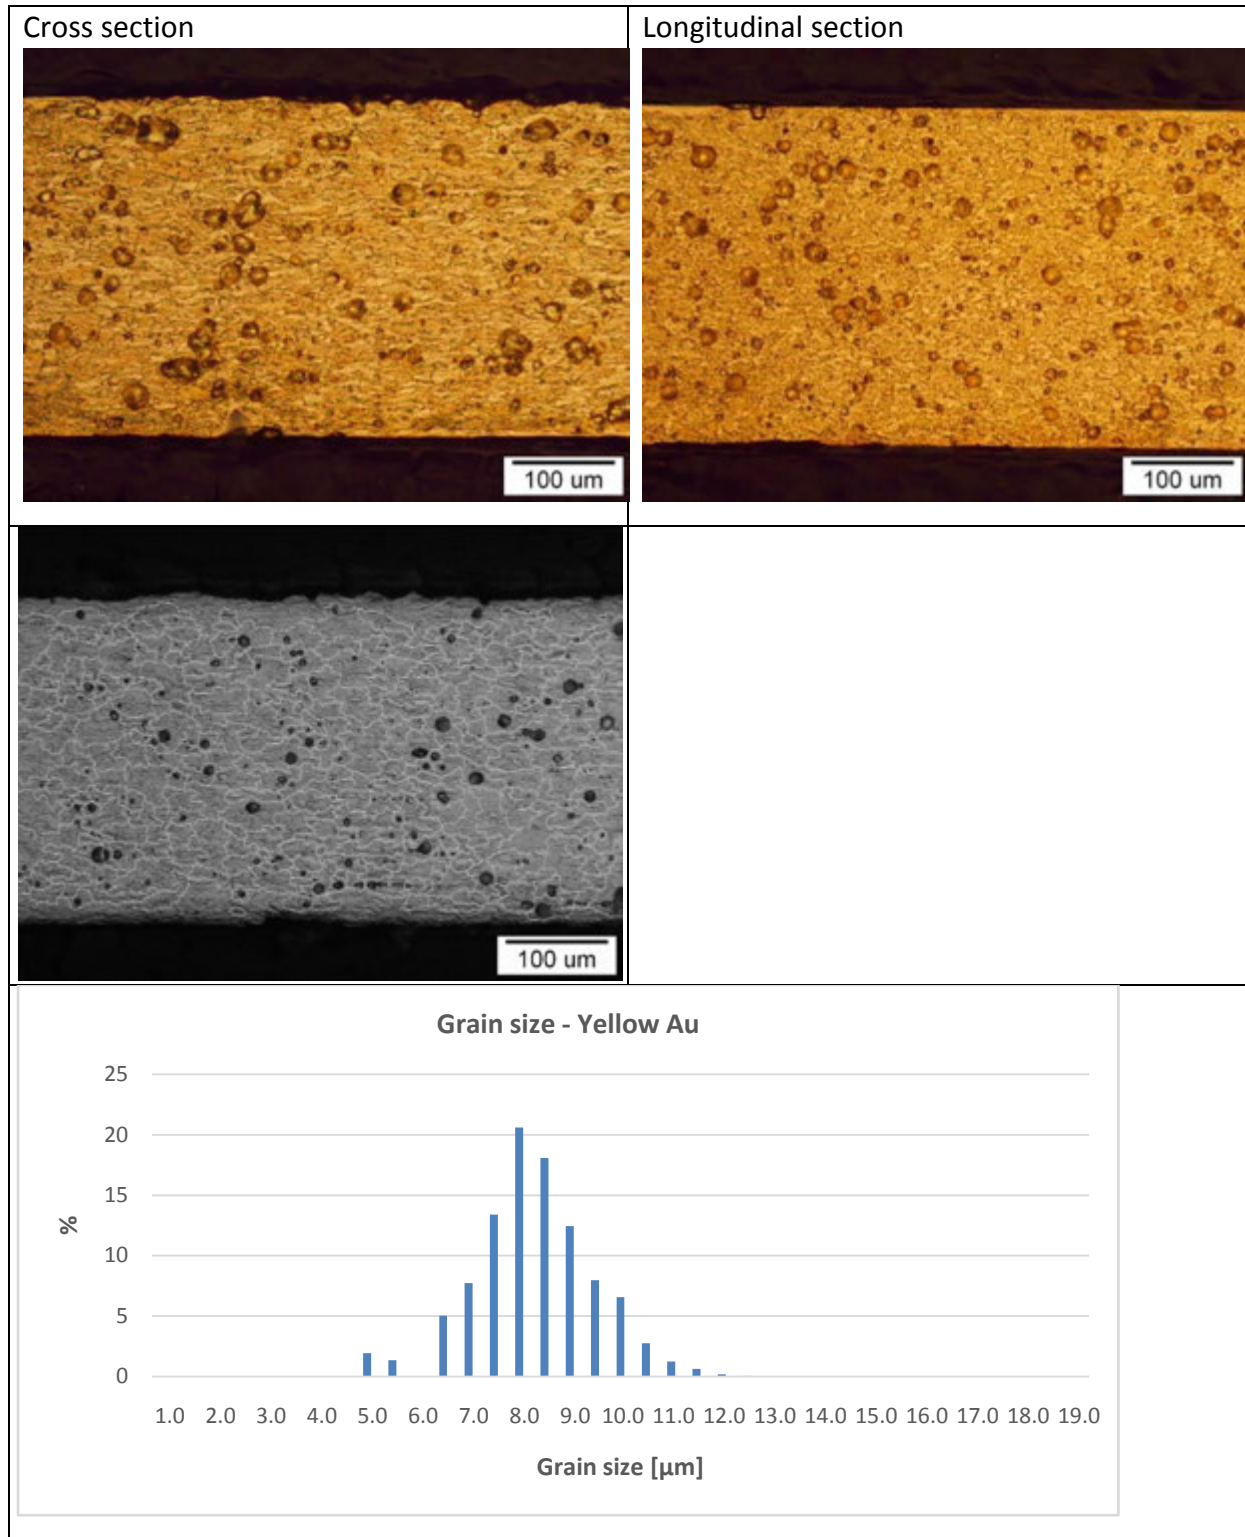 Cross section
Longitudinal section
100 um
100 um
100 um
Grain size - Yellow Au
25
20
15
10
5
0
%
1.0 2.0 3.0 4.0 5.0 6.0 7.0 8.0 9.0 10.0 11.0 12.0 13.0 14.0 15.0 16.0 17.0 18.0 19.0
Grain size [µm]